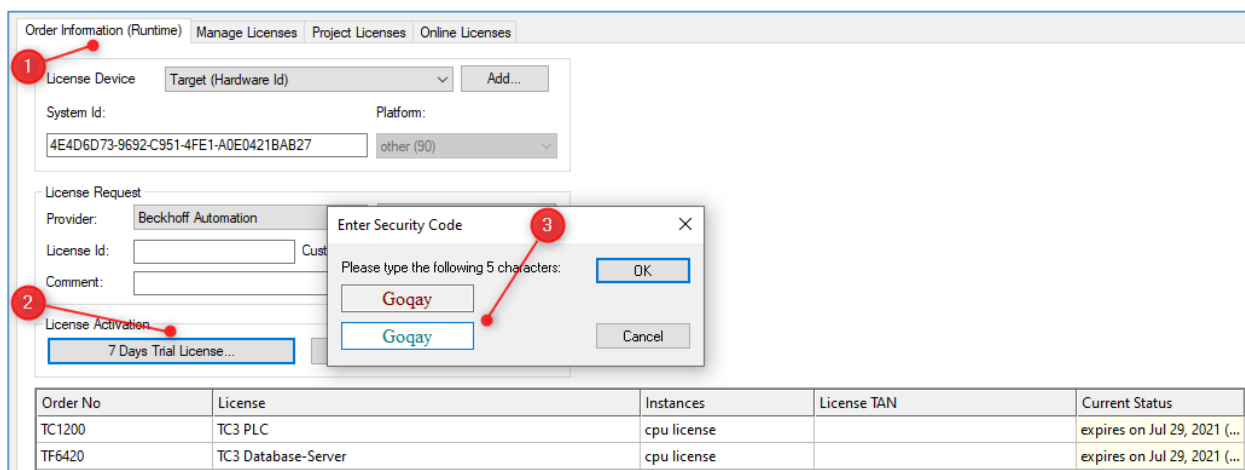 Order Information (Runtime) Manage Licenses Project Licenses Online Licenses
1
License Device Target (Hardware Id) Add...
System Id: Platform:
4E4D6D73-9692-C951-4FE1-A0E0421BAB27 other (90)
License Request
Provider: Beckhoff Automation
License Id: Cust
Comment:
Enter Security Code
3
Please type the following 5 characters: OK
Goqay
Goqay
Cancel
2
License Activation
7 Days Trial License...
Order No License Instances License TAN Current Status
TC1200 TC3 PLC cpu license expires on Jul 29, 2021 (...
TF6420 TC3 Database-Server cpu license expires on Jul 29, 2021 (...